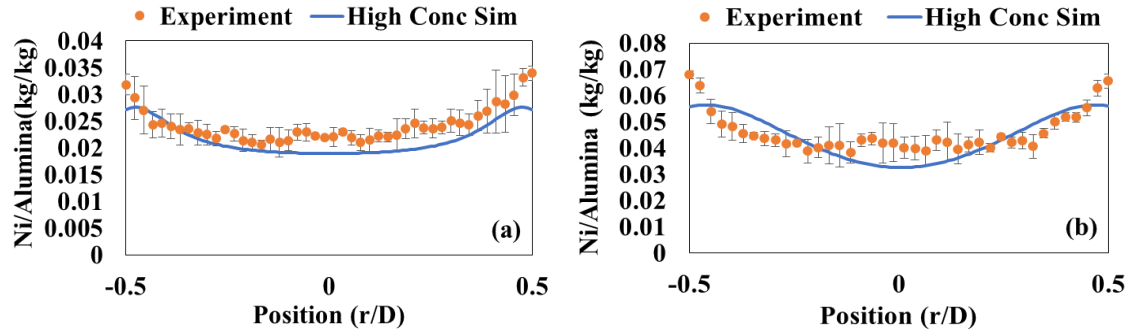 Experiment High Conc Sim
Ni/Alumina(kg/kg)
0.04
0.035
0.03
0.025
0.02
0.015
0.01
0.005
0
-0.5 0 0.5
Position (r/D)
(a)
Experiment High Conc Sim
Ni/Alumina (kg/kg)
0.08
0.07
0.06
0.05
0.04
0.03
0.02
0.01
0
-0.5 0 0.5
Position (r/D)
(b)